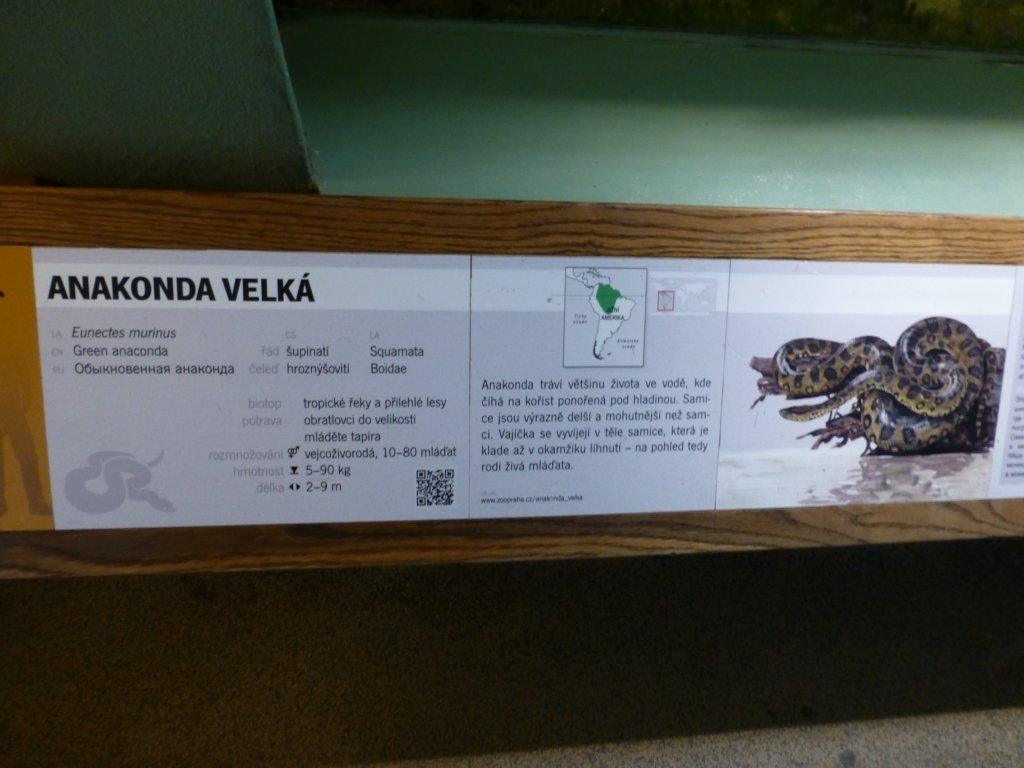 ANAKONDA VELKÁ
LA Eunectes murinus
EN Green anaconda
RU Обыкновенная анаконда
CS LA
řád šupinatí Squamata
čeleď hroznýšovití Boidae
biotop tropické řeky a přilehlé lesy
potrava obratlovci do velikosti
mláděte tapíra
rozmnožování vejcoživorodá, 10–80 mláďat
hmotnost 5–90 kg
délka 2–9 m
JIŽNÍ
AMERIKA
Tichý
oceán
Atlantský
oceán
Anakonda tráví většinu života ve vodě, kde
číhá na kořist ponořená pod hladinou. Sami-
ce jsou výrazně delší a mohutnější než sam-
ci. Vajíčka se vyvíjejí v těle samice, která je
klade až v okamžiku líhnutí – na pohled tedy
rodí živá mláďata.
www.zoopraha.cz/anakonda_velka